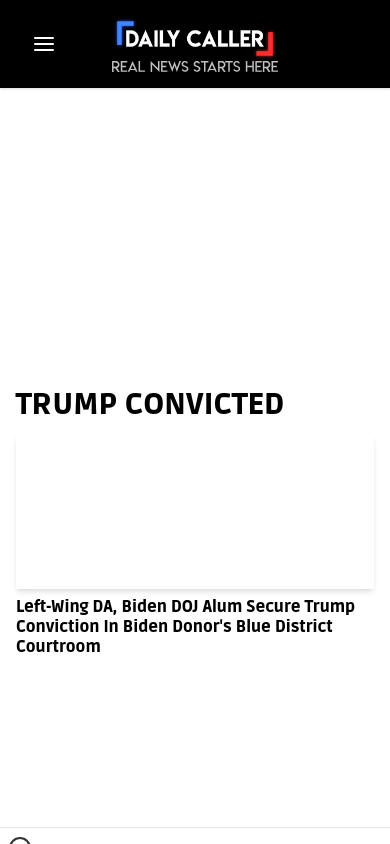 DAILY CALLER
REAL NEWS STARTS HERE
TRUMP CONVICTED
Left-Wing DA, Biden DOJ Alum Secure Trump
Conviction In Biden Donor's Blue District
Courtroom